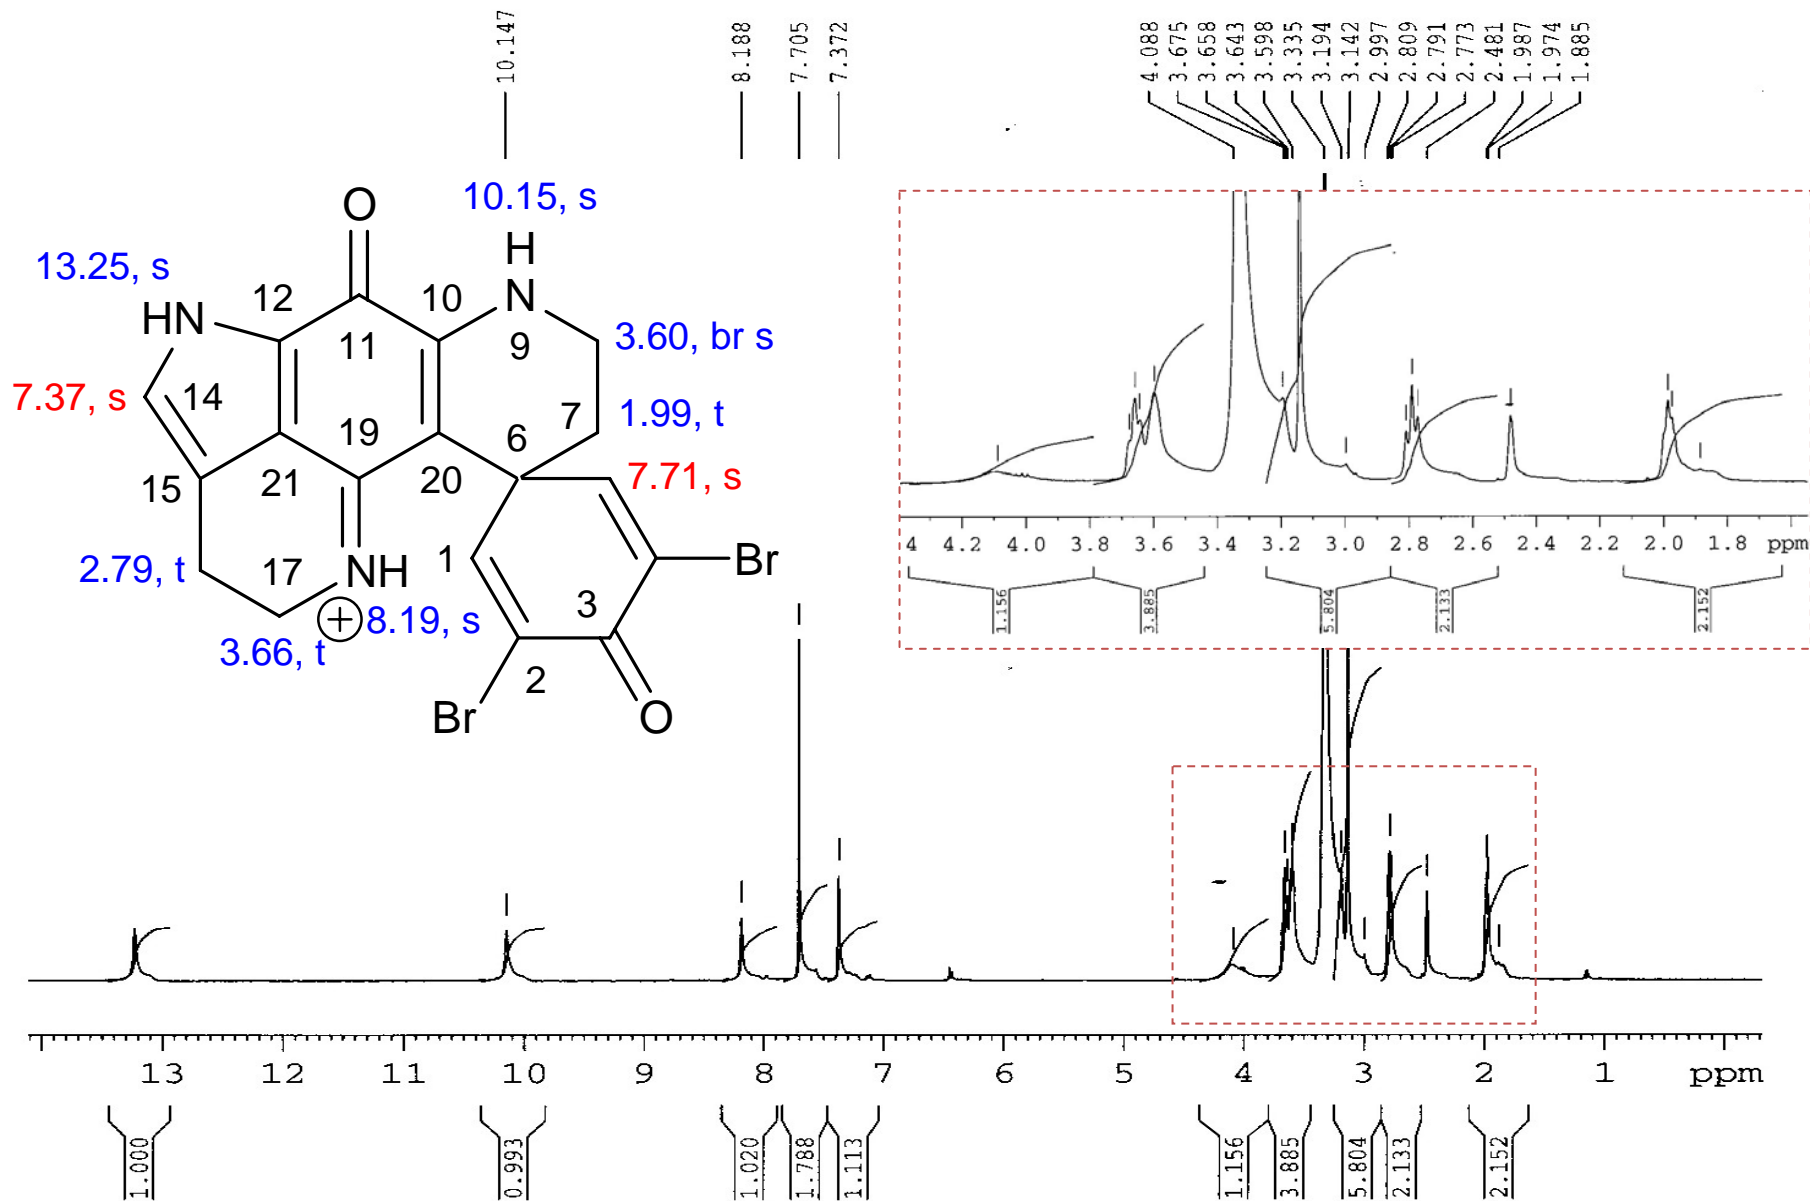 10.147
8.188
7.705
7.372
4.088
3.675
3.658
3.643
3.598
3.335
3.194
3.142
2.997
2.809
2.791
2.773
2.481
1.987
1.974
1.885
O
10.15, s
H
N
13.25, s
HN
12
10
11
9
3.60, br s
7.37, s
14
19
7
1.99, t
6
15
21
20
7.71, s
2.79, t
17
NH
1
Br
3
+
8.19, s
3.66, t
2
Br
O
4 4.2 4.0 3.8 3.6 3.4 3.2 3.0 2.8 2.6 2.4 2.2 2.0 1.8 ppm
1.156
3.885
5.804
2.133
2.152
13 12 11 10 9 8 7 6 5 4 3 2 1 ppm
1.000
0.993
1.020
1.788
1.113
1.156
3.885
5.804
2.133
2.152